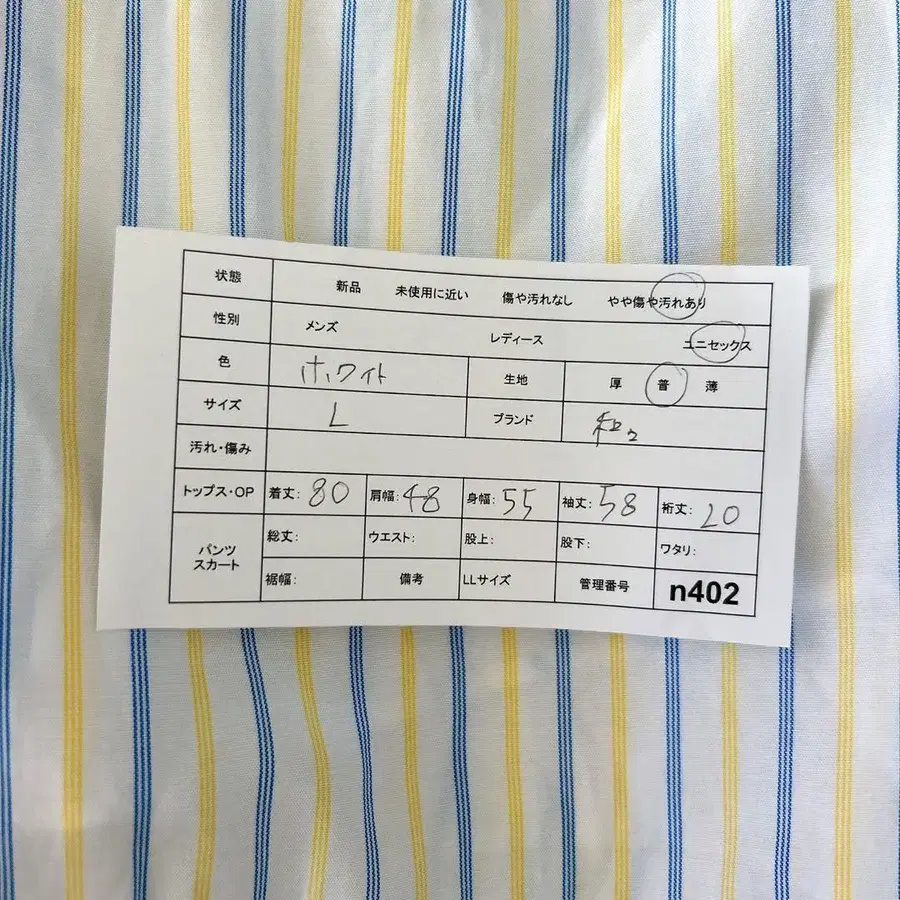 状態 新品 未使用に近い 傷や汚れなし やや傷や汚れあり
性別 メンズ レディース ユニセックス
色 ホワイト 生地 厚 普 薄
サイズ L ブランド
汚れ・傷み
トップス・OP 着丈: 80 肩幅: 48 身幅: 55 袖丈: 58 裄丈: 20
パンツ
スカート
総丈: ウエスト: 股上: 股下: ワタリ:
裾幅: 備考 LLサイズ 管理番号 n402